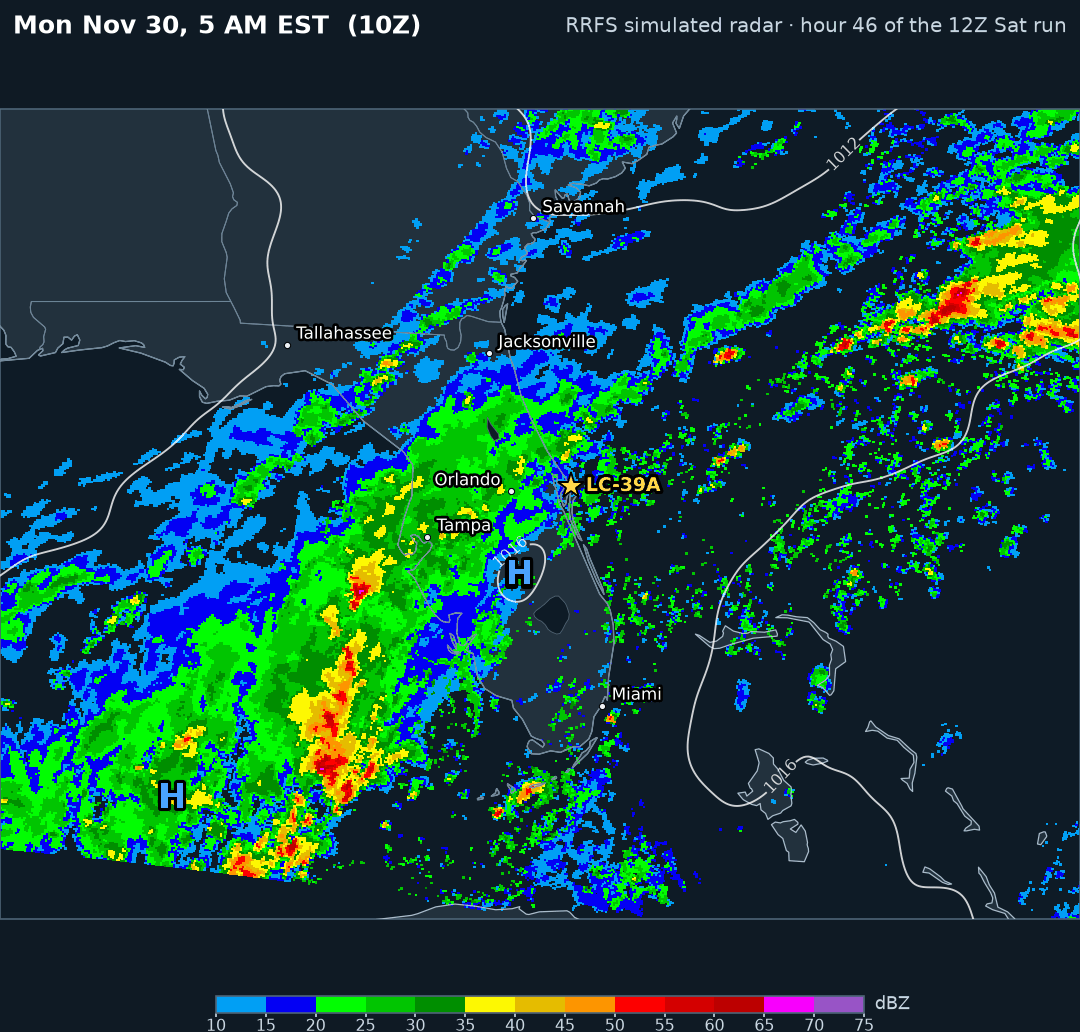 Mon Nov 30, 5 AM EST (10Z)
RRFS simulated radar · hour 46 of the 12Z Sat run
1012
Savannah
Tallahassee
Jacksonville
Orlando
LC-39A
Tampa
1016
H
Miami
1016
H
dBZ
10 15 20 25 30 35 40 45 50 55 60 65 70 75